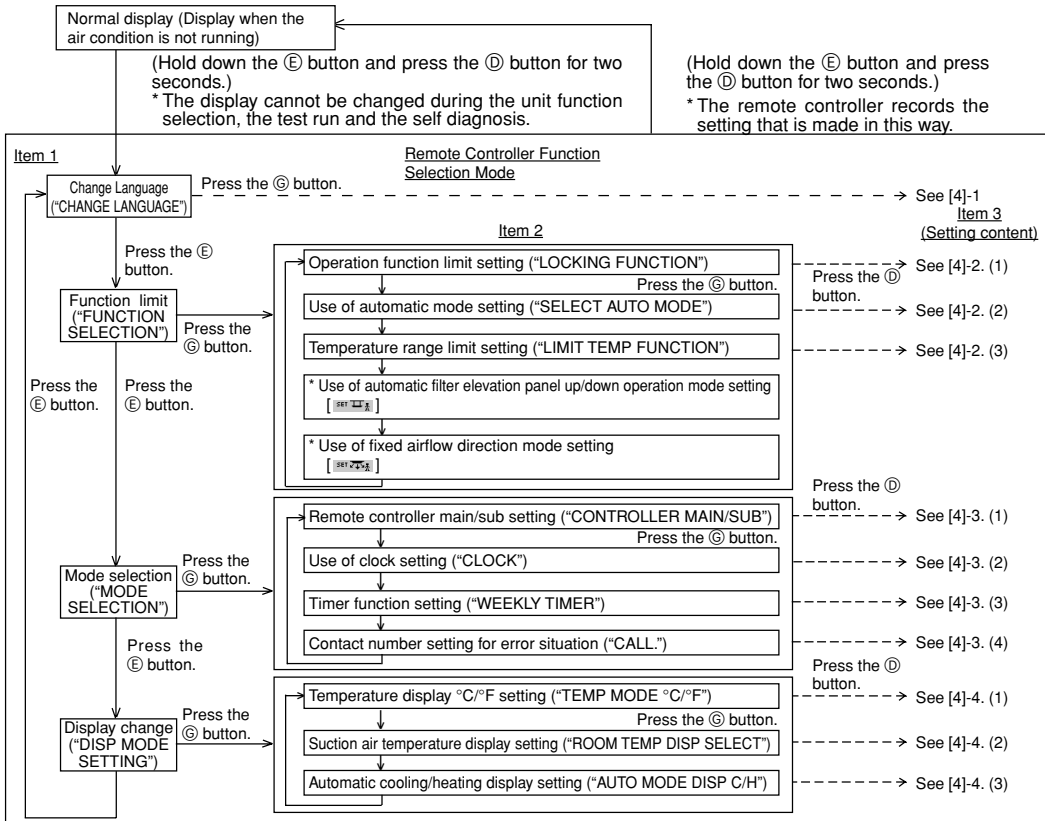 Normal display (Display when the
air condition is not running)
(Hold down the Ⓔ button and press the Ⓓ button for two
seconds.)
* The display cannot be changed during the unit function
selection, the test run and the self diagnosis.
(Hold down the Ⓔ button and press
the Ⓓ button for two seconds.)
* The remote controller records the
setting that is made in this way.
Item 1
Remote Controller Function
Selection Mode
Change Language
("CHANGE LANGUAGE")
Press the Ⓖ button.
See [4]-1
Item 3
(Setting content)
Item 2
Press the Ⓔ
button.
Function limit
("FUNCTION
SELECTION")
Press the
Ⓖ button.
Operation function limit setting ("LOCKING FUNCTION")
Press the Ⓖ button.
Press the Ⓓ
button.
See [4]-2. (1)
Use of automatic mode setting ("SELECT AUTO MODE")
See [4]-2. (2)
Temperature range limit setting ("LIMIT TEMP FUNCTION")
See [4]-2. (3)
* Use of automatic filter elevation panel up/down operation mode setting
[ SET ]
* Use of fixed airflow direction mode setting
[ SET ]
Press the
Ⓔ button.
Press the
Ⓔ button.
Mode selection
("MODE
SELECTION")
Press the
Ⓖ button.
Press the Ⓓ
button.
Remote controller main/sub setting ("CONTROLLER MAIN/SUB")
Press the Ⓖ button.
See [4]-3. (1)
Use of clock setting ("CLOCK")
See [4]-3. (2)
Timer function setting ("WEEKLY TIMER")
See [4]-3. (3)
Contact number setting for error situation ("CALL.")
See [4]-3. (4)
Press the
Ⓔ button.
Display change
("DISP MODE
SETTING")
Press the
Ⓖ button.
Press the Ⓓ
button.
Temperature display °C/°F setting ("TEMP MODE °C/°F")
Press the Ⓖ button.
See [4]-4. (1)
Suction air temperature display setting ("ROOM TEMP DISP SELECT")
See [4]-4. (2)
Automatic cooling/heating display setting ("AUTO MODE DISP C/H")
See [4]-4. (3)